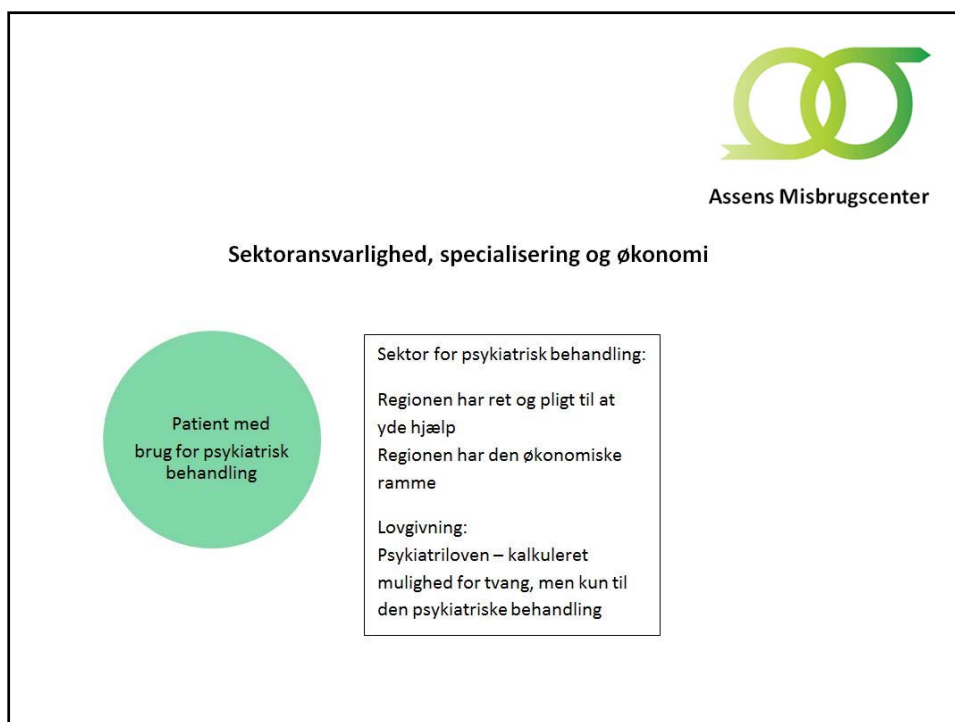 Assens Misbrugscenter
Sektoransvarlighed, specialisering og økonomi
Patient med
brug for psykiatrisk
behandling
Sektor for psykiatrisk behandling:
Regionen har ret og pligt til at
yde hjælp
Regionen har den økonomiske
ramme
Lovgivning:
Psykiatriloven – kalkuleret
mulighed for tvang, men kun til
den psykiatriske behandling